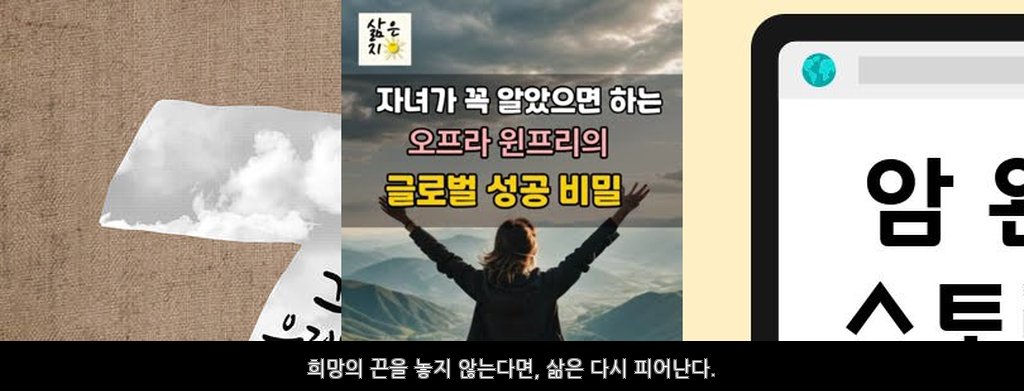 삶은
지
자녀가 꼭 알았으면 하는
오프라 윈프리의
글로벌 성공 비밀
암
스토
희망의 끈을 놓지 않는다면, 삶은 다시 피어난다.